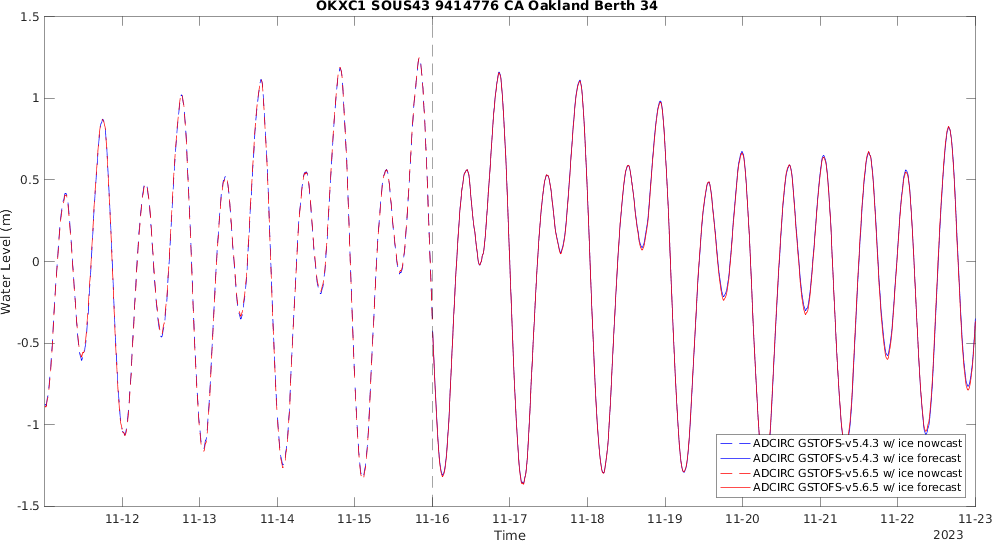 OKXC1 SOUS43 9414776 CA Oakland Berth 34
1.5
1
0.5
0
-0.5
-1
-1.5
Water Level (m)
11-12
11-13
11-14
11-15
11-16
11-17
11-18
11-19
11-20
11-21
11-22
11-23
Time
2023
ADCIRC GSTOFS-v5.4.3 w/ ice nowcast
ADCIRC GSTOFS-v5.4.3 w/ ice forecast
ADCIRC GSTOFS-v5.6.5 w/ ice nowcast
ADCIRC GSTOFS-v5.6.5 w/ ice forecast